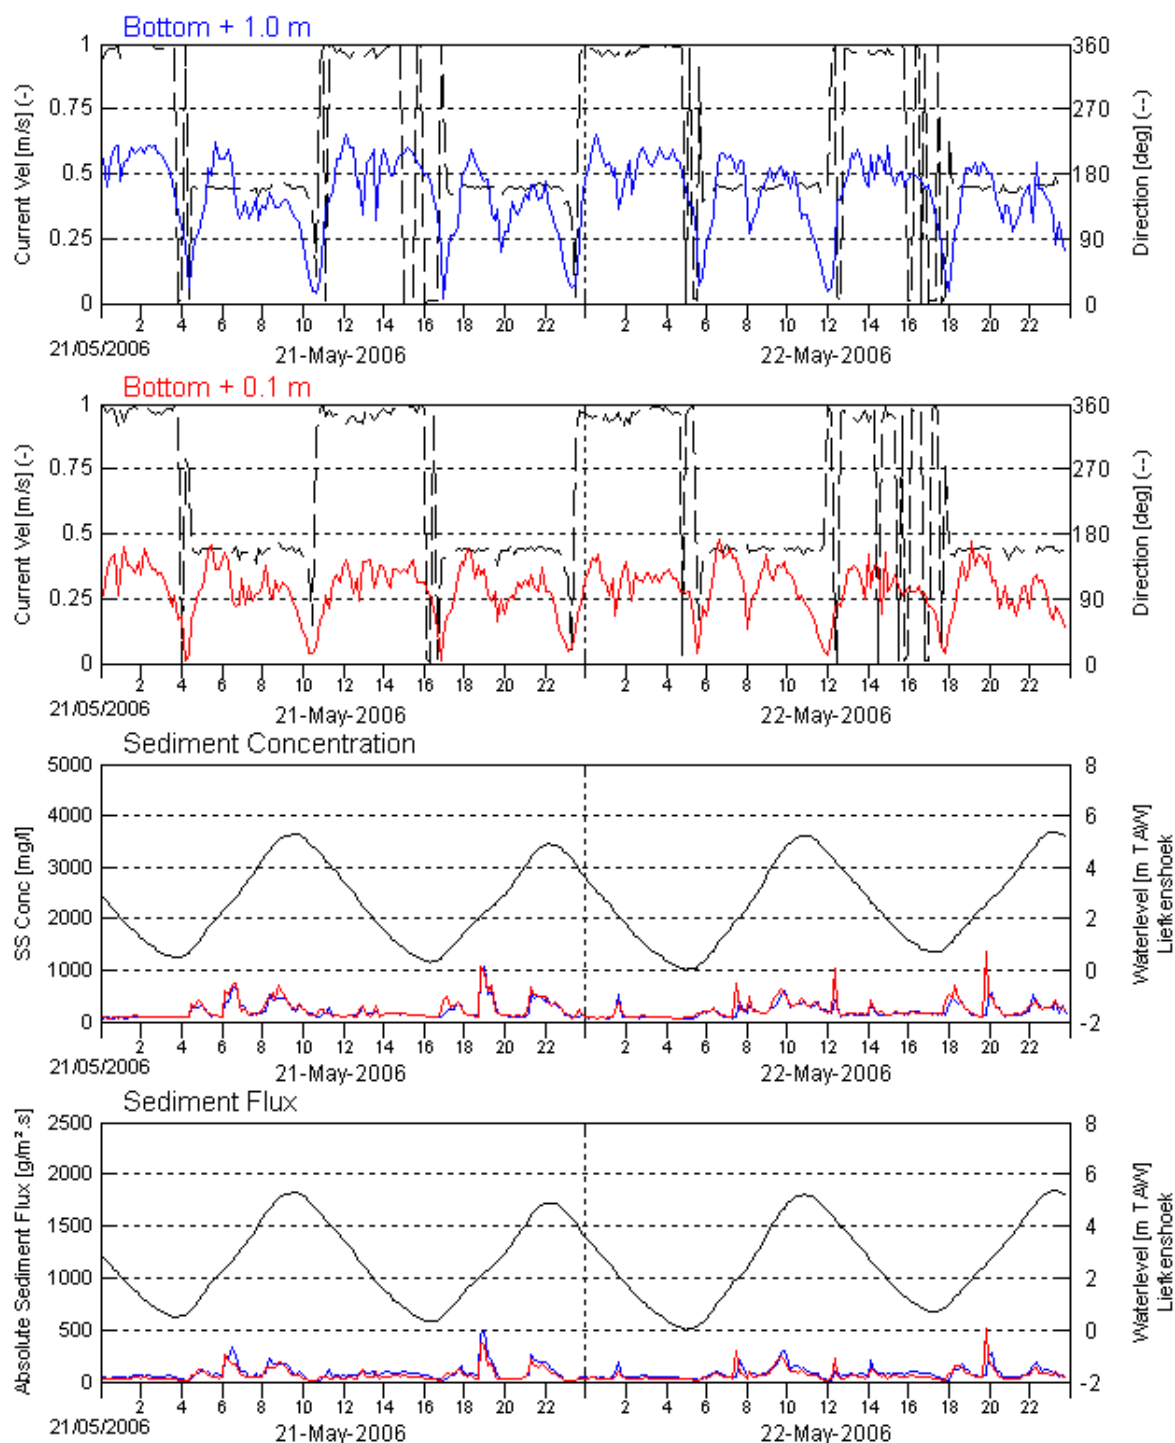 Bottom + 1.0 m
1 360
0.75 270
0.5 180
0.25 90
0 0
Current Vel [m/s] (-)
Direction [deg] (--)
2 4 6 8 10 12 14 16 18 20 22 2 4 6 8 10 12 14 16 18 20 22
21/05/2006 21-May-2006 22-May-2006
Bottom + 0.1 m
1 360
0.75 270
0.5 180
0.25 90
0 0
Current Vel [m/s] (-)
Direction [deg] (--)
2 4 6 8 10 12 14 16 18 20 22 2 4 6 8 10 12 14 16 18 20 22
21/05/2006 21-May-2006 22-May-2006
Sediment Concentration
5000 8
4000 6
3000 4
2000 2
1000 0
0 -2
SS Conc [mg/l]
Waterlevel [m TAW]
Liefkenshoek
2 4 6 8 10 12 14 16 18 20 22 2 4 6 8 10 12 14 16 18 20 22
21/05/2006 21-May-2006 22-May-2006
Sediment Flux
2500 8
2000 6
1500 4
1000 2
500 0
0 -2
Absolute Sediment Flux [g/m².s]
Waterlevel [m TAW]
Liefkenshoek
2 4 6 8 10 12 14 16 18 20 22 2 4 6 8 10 12 14 16 18 20 22
21/05/2006 21-May-2006 22-May-2006